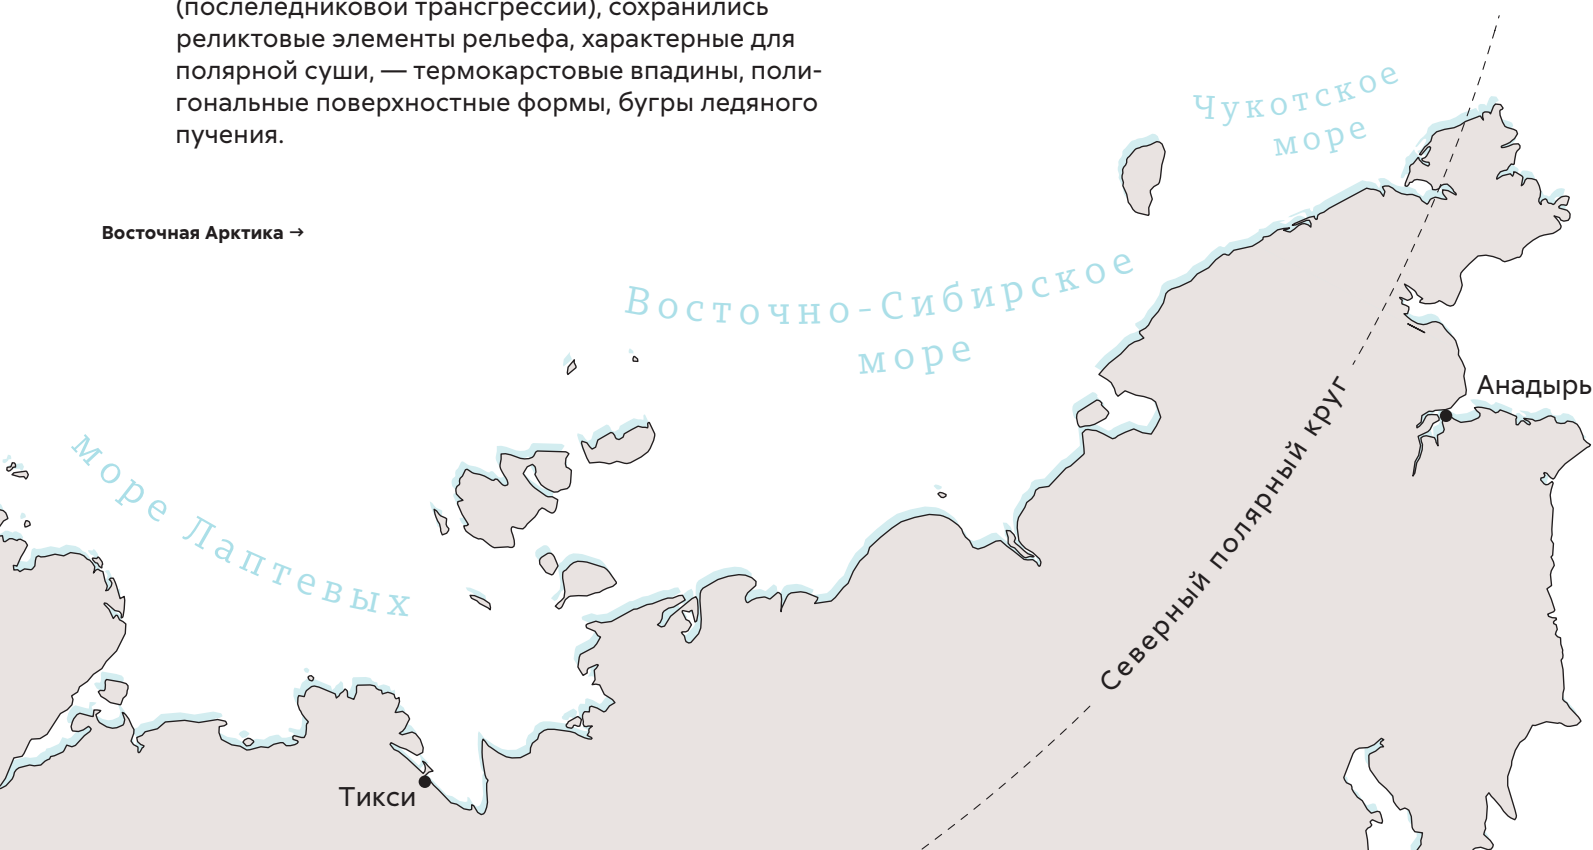 (послеледниковой трансгрессии), сохранились
реликтовые элементы рельефа, характерные для
полярной суши, — термокарстовые впадины, поли-
гональные поверхностные формы, бугры ледяного
пучения.
Восточная Арктика →
Чукотское
море
Восточно-Сибирское
море
море Лаптевых
Анадырь
Северный полярный круг
Тикси